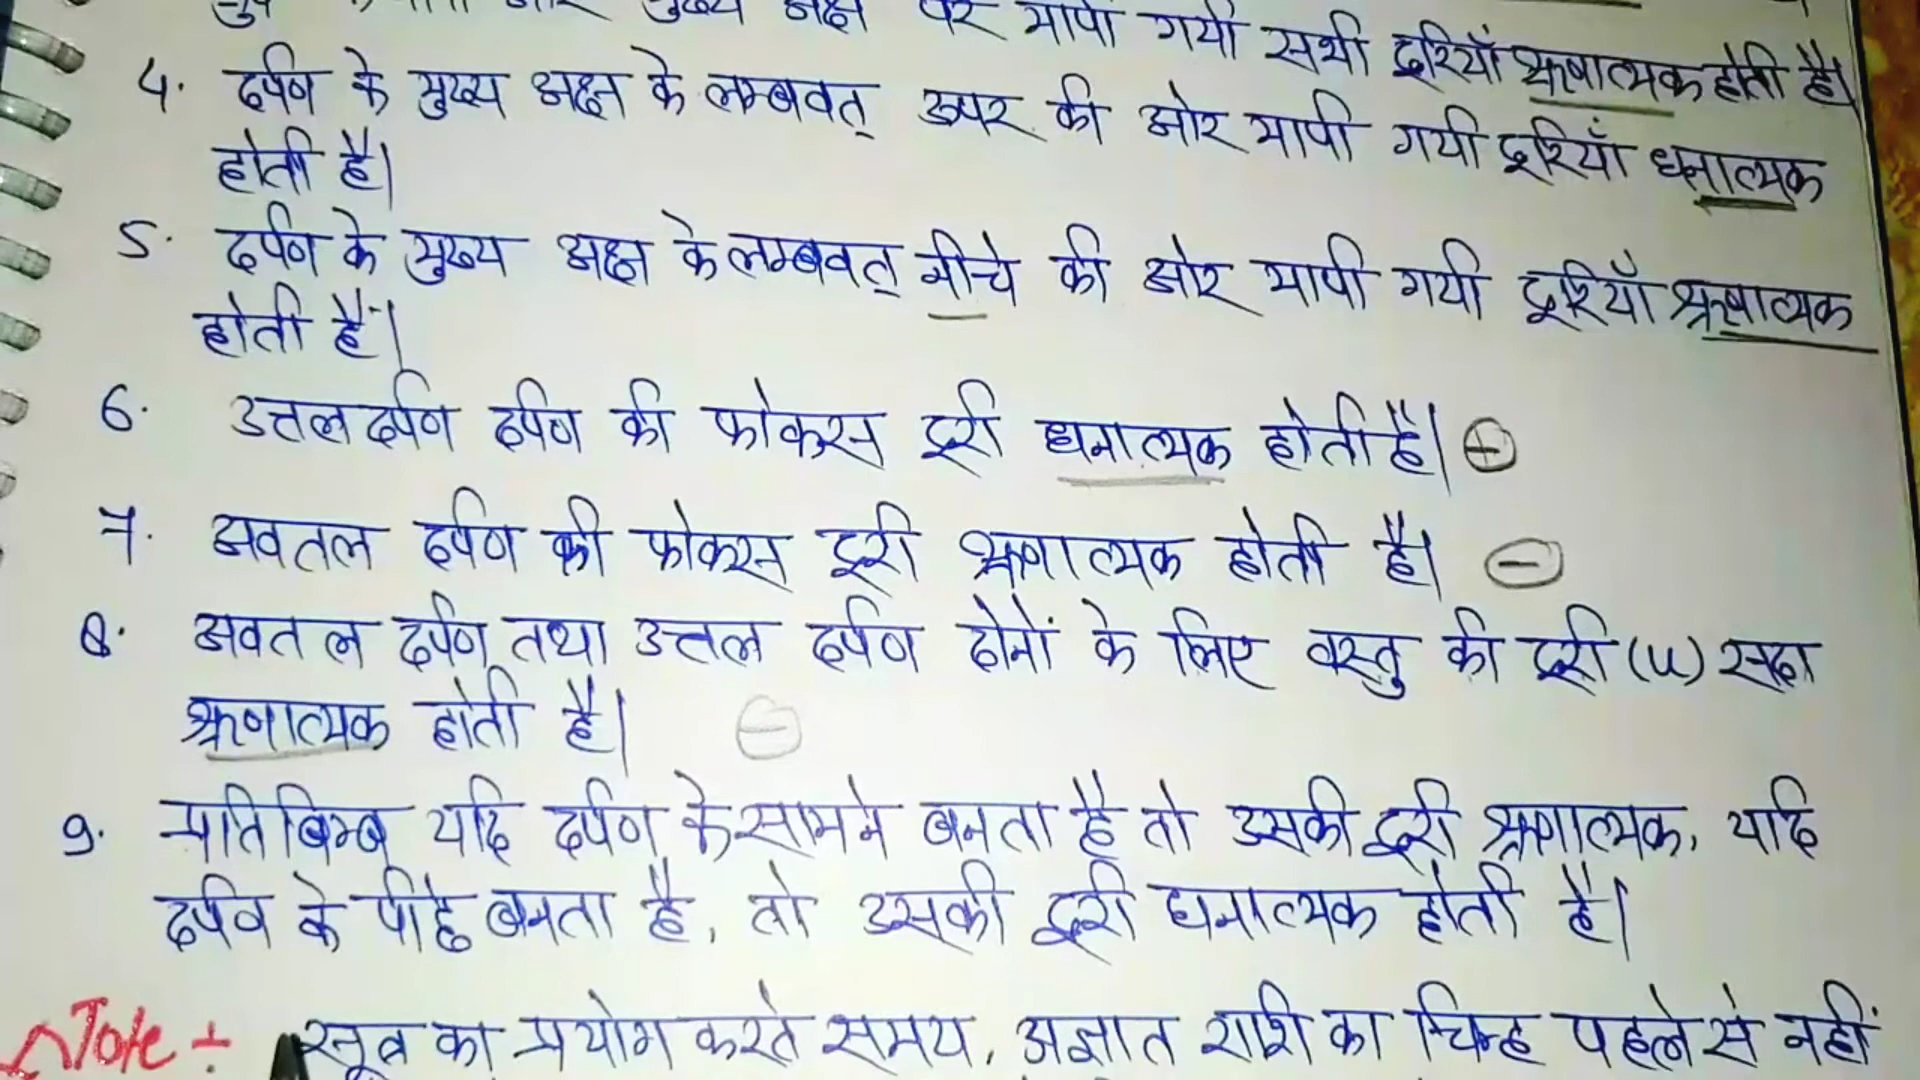 मुख्य अक्ष पर मापी गयी सभी दूरियाँ ऋणात्मक होती है।
4. दर्पण के मुख्य अक्ष के लम्बवत् ऊपर की ओर मापी गयी दूरियाँ धनात्मक
होती है।
5. दर्पण के मुख्य अक्ष के लम्बवत् नीचे की ओर मापी गयी दूरियाँ ऋणात्मक
होती है।
6. उत्तल दर्पण दर्पण की फोकस दूरी धनात्मक होती है। +
7. अवतल दर्पण की फोकस दूरी ऋणात्मक होती है। -
8. अवतल दर्पण तथा उत्तल दर्पण दोनों के लिए वस्तु की दूरी (u) सदा
ऋणात्मक होती है। -
9. प्रतिबिम्ब यदि दर्पण के सामने बनता है तो उसकी दूरी ऋणात्मक, यदि
दर्पव के पीछे बनता है, तो उसकी दूरी धनात्मक होती है।
Note ÷ सूत्र का प्रयोग करते समय, अज्ञात राशि का चिन्ह पहले से नहीं